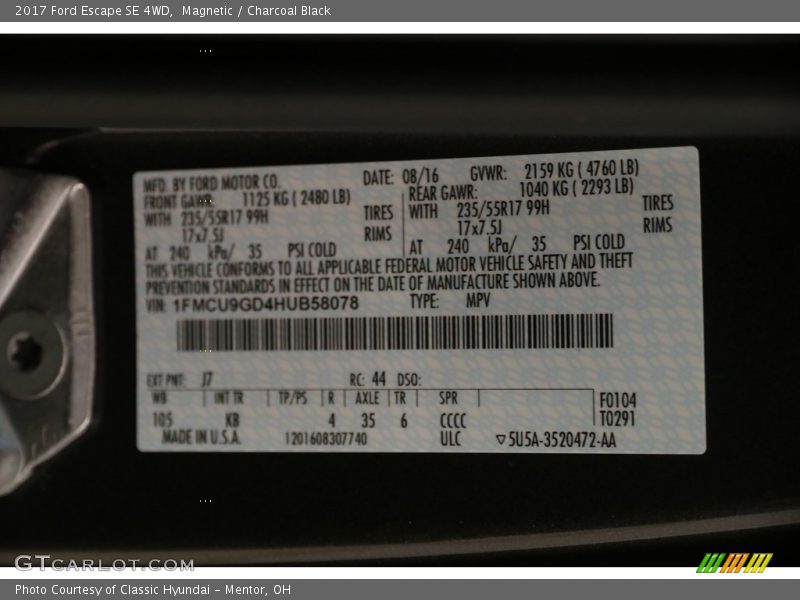 2017 Ford Escape SE 4WD, Magnetic / Charcoal Black
MFD. BY FORD MOTOR CO. DATE: 08/16 GVWR: 2159 KG ( 4760 LB)
FRONT GAWR: 1125 KG ( 2480 LB) REAR GAWR: 1040 KG ( 2293 LB)
WITH 235/55R17 99H TIRES WITH 235/55R17 99H TIRES
17x7.5J RIMS 17x7.5J RIMS
AT 240 kPa/ 35 PSI COLD AT 240 kPa/ 35 PSI COLD
THIS VEHICLE CONFORMS TO ALL APPLICABLE FEDERAL MOTOR VEHICLE SAFETY AND THEFT
PREVENTION STANDARDS IN EFFECT ON THE DATE OF MANUFACTURE SHOWN ABOVE.
VIN: 1FMCU9GD4HUB58078 TYPE: MPV
EXT PNT: J7 RC: 44 DSO:
WB INT TR TP/PS R AXLE TR SPR F0104
105 KB 4 35 6 CCCC T0291
MADE IN U.S.A. 1201608307740 ULC ▽5U5A-3520472-AA
GTCARLOT.COM
Photo Courtesy of Classic Hyundai - Mentor, OH